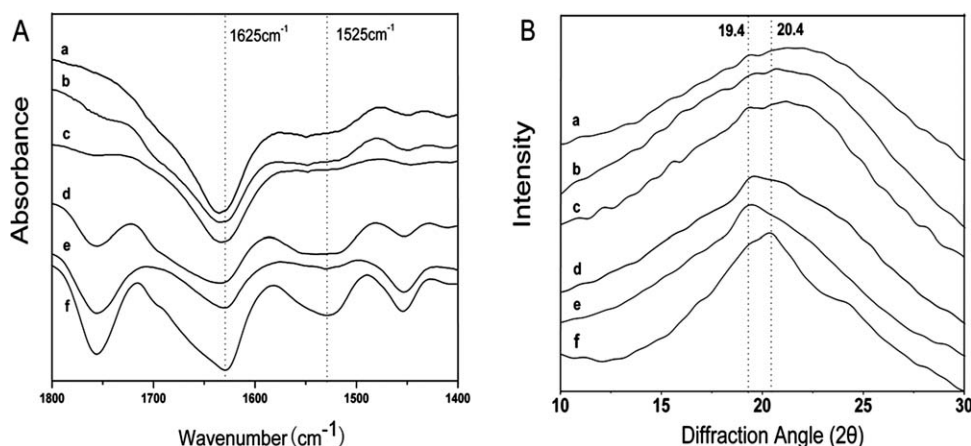 A
1625cm-1
1525cm-1
a
b
c
d
e
f
Absorbance
1800
1700
1600
1500
1400
Wavenumber (cm-1)
B
19.4
20.4
a
b
c
d
e
f
Intensity
10
15
20
25
30
Diffraction Angle (2θ)